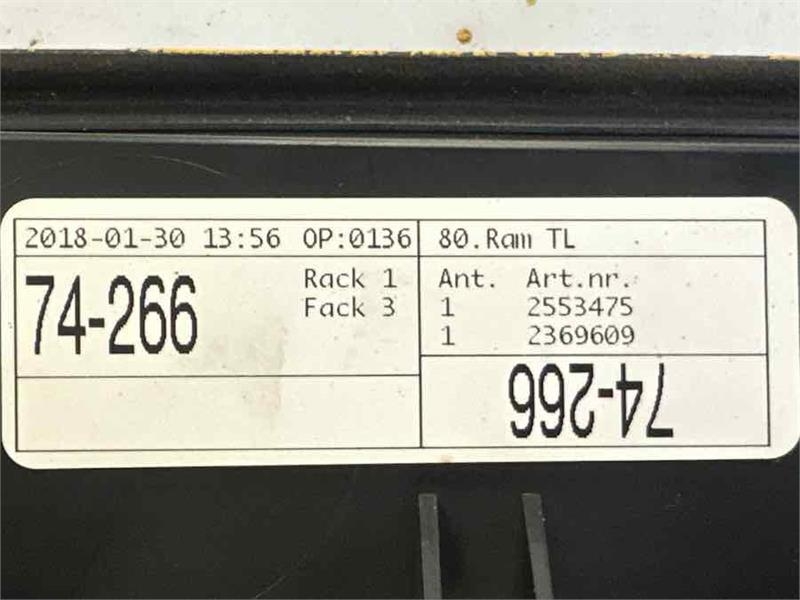 2018-01-30 13:56 OP:0136
74-266
Rack 1
Fack 3
80.Ram TL
Ant. Art.nr.
1 2553475
1 2369609
74-266